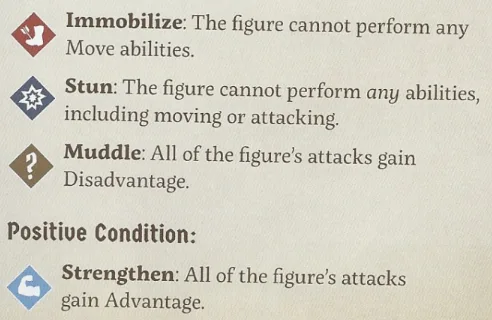 Immobilize: The figure cannot perform any
Move abilities.
Stun: The figure cannot perform any abilities,
including moving or attacking.
?
Muddle: All of the figure's attacks gain
Disadvantage.
Positive Condition:
Strengthen: All of the figure's attacks
gain Advantage.